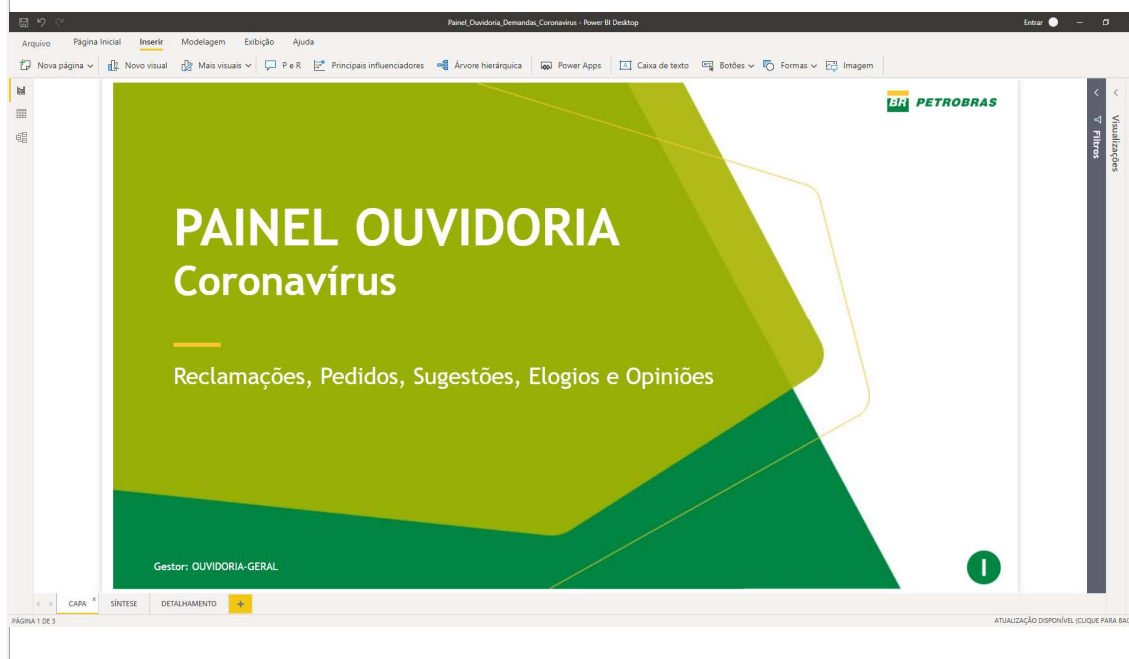 Painel_Ouvidoria_Demandas_Coronavirus - Power BI Desktop
Entrar
Arquivo Página Inicial Inserir Modelagem Exibição Ajuda
Nova página Novo visual Mais visuais P e R Principais influenciadores Árvore hierárquica Power Apps Caixa de texto Botões Formas Imagem
BR PETROBRAS
Filtros
Visualizações
PAINEL OUVIDORIA
Coronavírus
Reclamações, Pedidos, Sugestões, Elogios e Opiniões
Gestor: OUVIDORIA-GERAL
I
CAPA SÍNTESE DETALHAMENTO
PÁGINA 1 DE 3
ATUALIZAÇÃO DISPONÍVEL (CLIQUE PARA